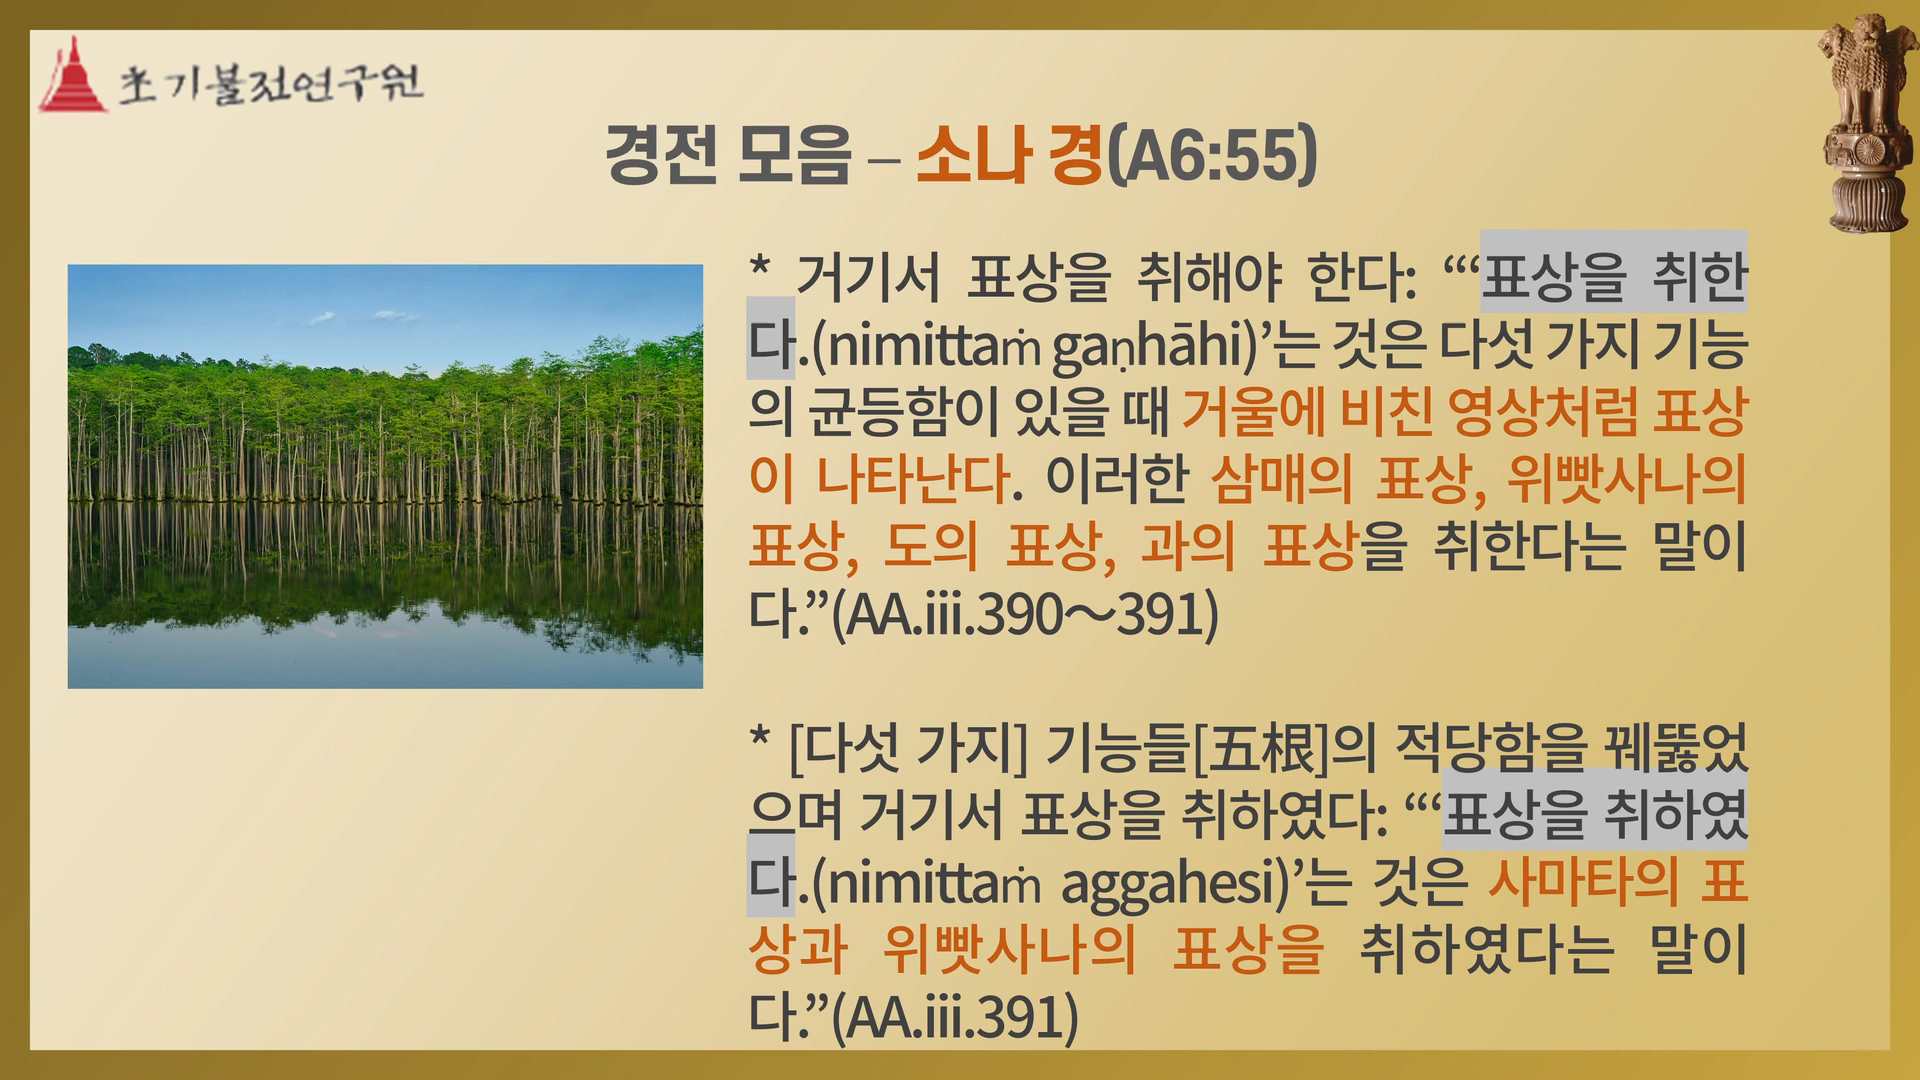 초기불전연구원
경전 모음 – 소나 경(A6:55)
* 거기서 표상을 취해야 한다: “‘표상을 취한
다.(nimittaṁ gaṇhāhi)’는 것은 다섯 가지 기능
의 균등함이 있을 때 거울에 비친 영상처럼 표상
이 나타난다. 이러한 삼매의 표상, 위빳사나의
표상, 도의 표상, 과의 표상을 취한다는 말이
다.”(AA.iii.390～391)
* [다섯 가지] 기능들[五根]의 적당함을 꿰뚫었
으며 거기서 표상을 취하였다: “‘표상을 취하였
다.(nimittaṁ aggahesi)’는 것은 사마타의 표
상과 위빳사나의 표상을 취하였다는 말이
다.”(AA.iii.391)